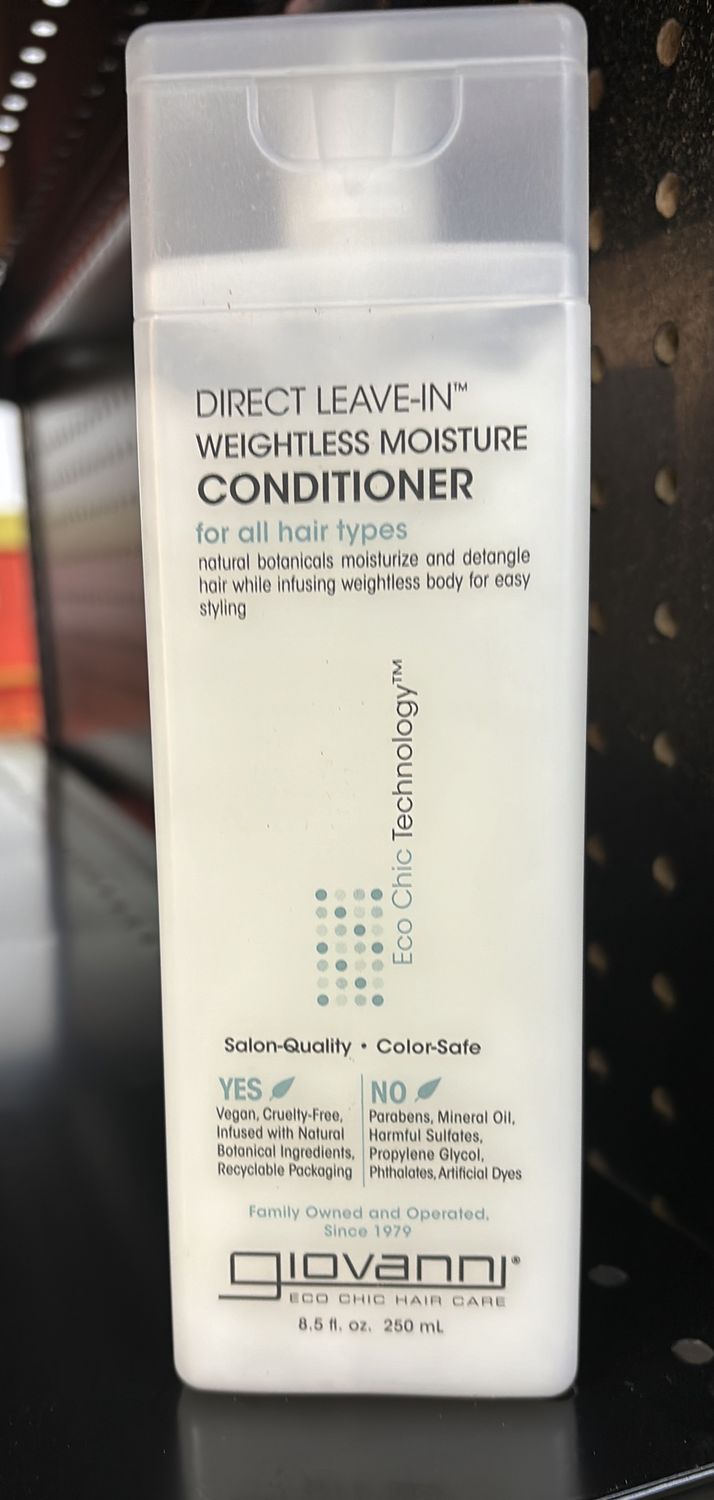 DIRECT LEAVE-IN™
WEIGHTLESS MOISTURE
CONDITIONER
for all hair types
natural botanicals moisturize and detangle
hair while infusing weightless body for easy
styling
Eco Chic Technology™
Salon-Quality • Color-Safe
YES
Vegan, Cruelty-Free,
Infused with Natural
Botanical Ingredients,
Recyclable Packaging
NO
Parabens, Mineral Oil,
Harmful Sulfates,
Propylene Glycol,
Phthalates, Artificial Dyes
Family Owned and Operated,
Since 1979
giovanni®
ECO CHIC HAIR CARE
8.5 fl. oz. 250 mL